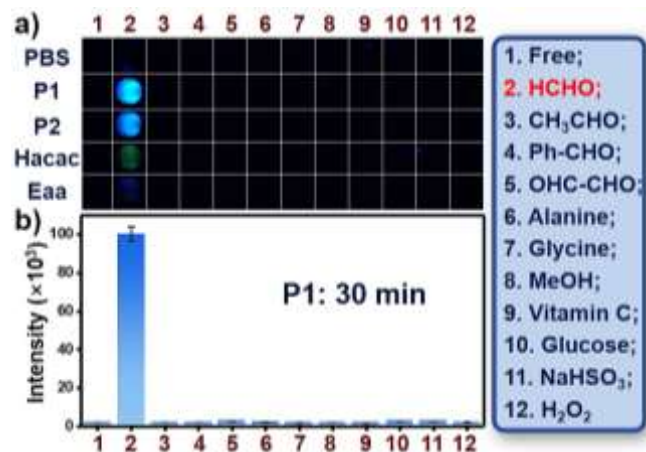 a) 1 2 3 4 5 6 7 8 9 10 11 12
PBS
P1
P2
Hacac
Eaa
b)
Intensity (×10³)
100
80
60
40
20
0
P1: 30 min
1 2 3 4 5 6 7 8 9 10 11 12
1. Free;
2. HCHO;
3. CH₃CHO;
4. Ph-CHO;
5. OHC-CHO;
6. Alanine;
7. Glycine;
8. MeOH;
9. Vitamin C;
10. Glucose;
11. NaHSO₃;
12. H₂O₂